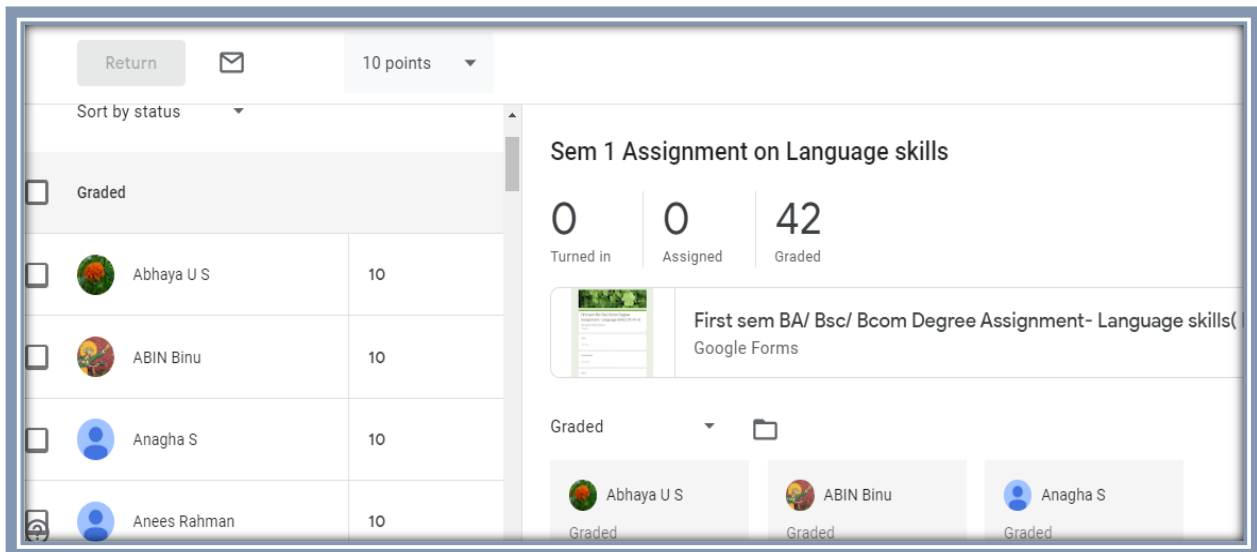 Return
10 points
Sort by status
Graded
Abhaya U S
10
ABIN Binu
10
Anagha S
10
Anees Rahman
10
Sem 1 Assignment on Language skills
0
0
42
Turned in
Assigned
Graded
First sem BA/ Bsc/ Bcom Degree Assignment- Language skills(
Google Forms
Graded
Abhaya U S
ABIN Binu
Anagha S
Graded
Graded
Graded